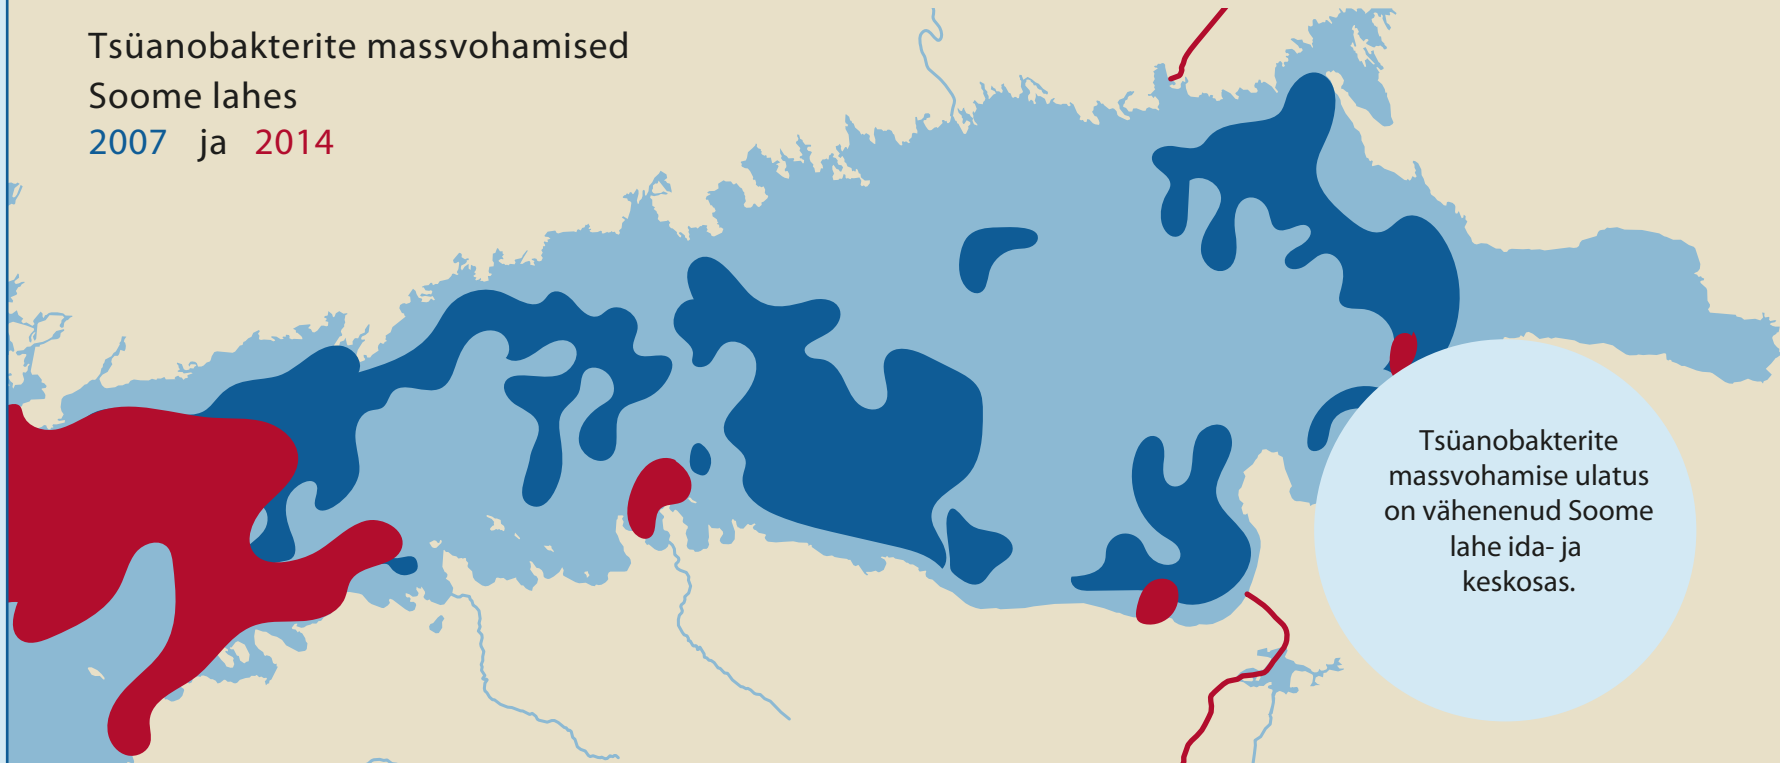 Tsüanobakterite massvohamised
Soome lahes
2007 ja 2014
Tsüanobakterite
massvohamise ulatus
on vähenenud Soome
lahe ida- ja
keskosas.